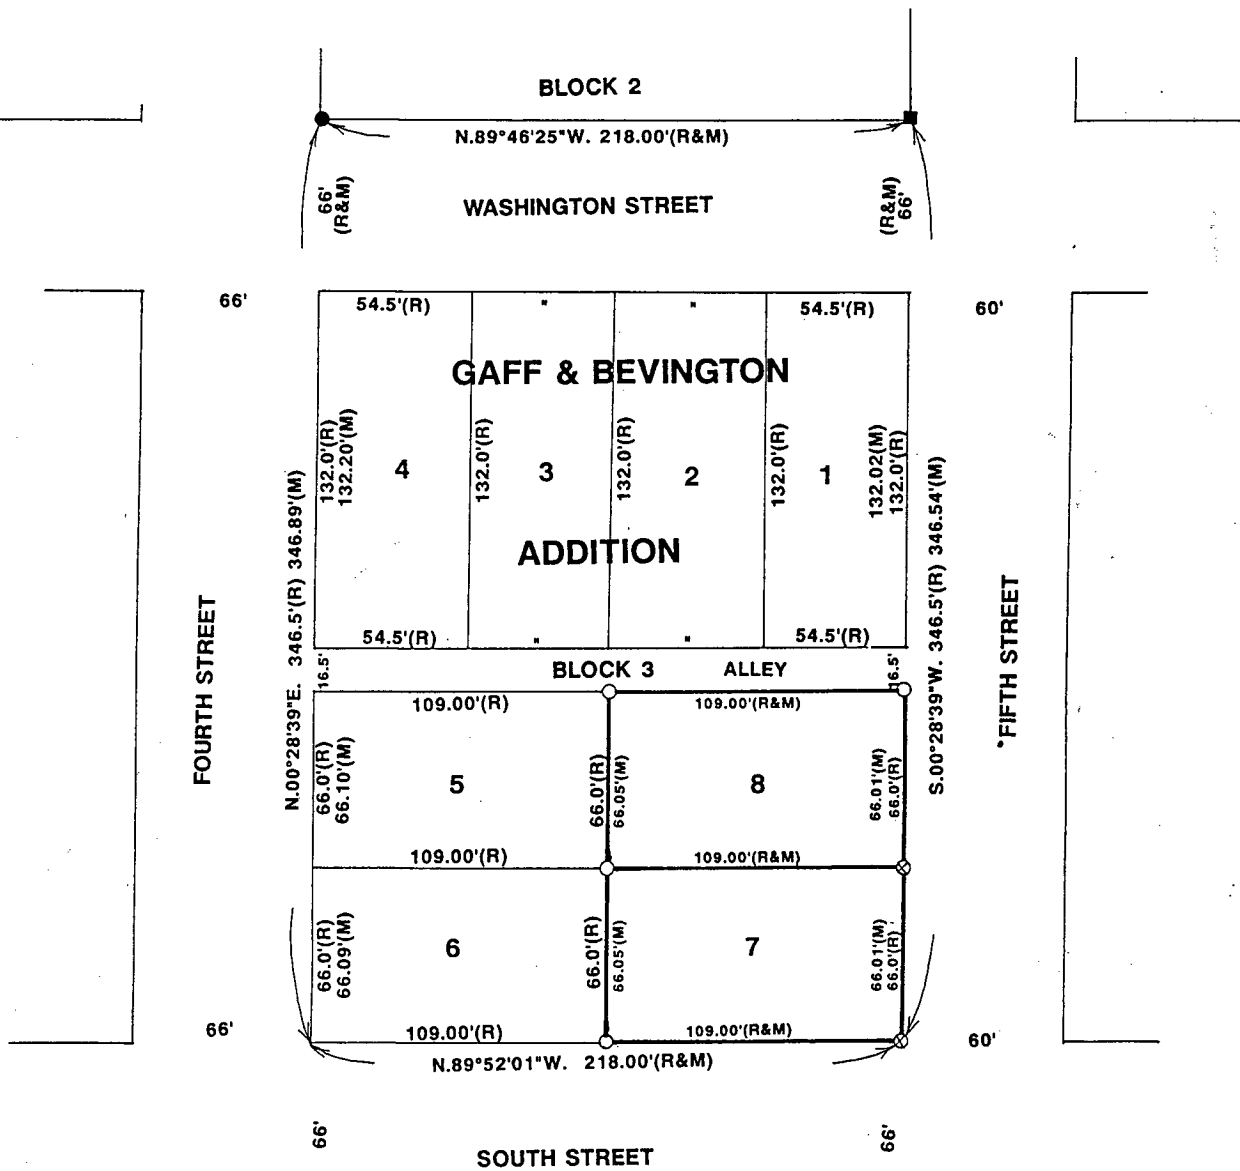 BLOCK 2
N.89°46'25"W. 218.00'(R&M)
66'
(R&M)
WASHINGTON STREET
(R&M)
66'
66'
54.5'(R)
"
"
54.5'(R)
60'
GAFF & BEVINGTON
132.0'(R)
132.20'(M)
4
132.0'(R)
3
132.0'(R)
2
132.0'(R)
1
132.02(M)
132.0'(R)
ADDITION
N.00°28'39"E. 346.5'(R) 346.89'(M)
S.00°28'39"W. 346.5'(R) 346.54'(M)
FOURTH STREET
FIFTH STREET
54.5'(R)
"
"
54.5'(R)
16.5'
BLOCK 3
ALLEY
16.5'
109.00'(R)
109.00'(R&M)
66.0'(R)
66.10'(M)
5
66.0'(R)
66.05'(M)
8
66.01'(M)
66.0'(R)
109.00'(R)
109.00'(R&M)
66.0'(R)
66.09'(M)
6
66.0'(R)
66.05'(M)
7
66.01'(M)
66.0'(R)
66'
109.00'(R)
109.00'(R&M)
60'
N.89°52'01"W. 218.00'(R&M)
66'
66'
SOUTH STREET